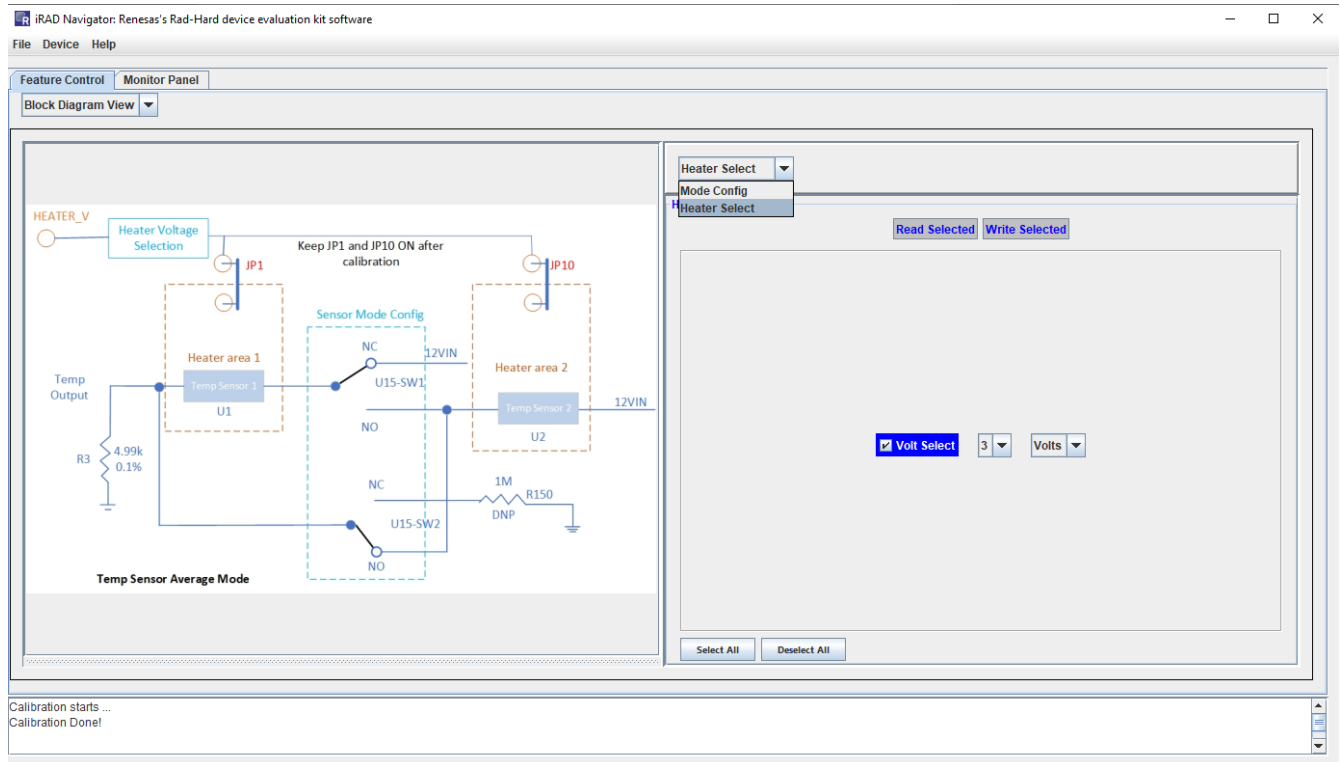 iRAD Navigator: Renesas's Rad-Hard device evaluation kit software
File Device Help
Feature Control Monitor Panel
Block Diagram View
HEATER_V
Heater Voltage
Selection
Keep JP1 and JP10 ON after
calibration
JP1
JP10
Sensor Mode Config
Heater area 1
NC
12VIN
Heater area 2
Temp
Output
Temp Sensor 1
U15-SW1
Temp Sensor 2
12VIN
U1
NO
U2
R3
4.99k
0.1%
NC
1M
R150
DNP
U15-SW2
NO
Temp Sensor Average Mode
Heater Select
Mode Config
Heater Select
Read Selected Write Selected
Volt Select 3 Volts
Select All Deselect All
Calibration starts ...
Calibration Done!